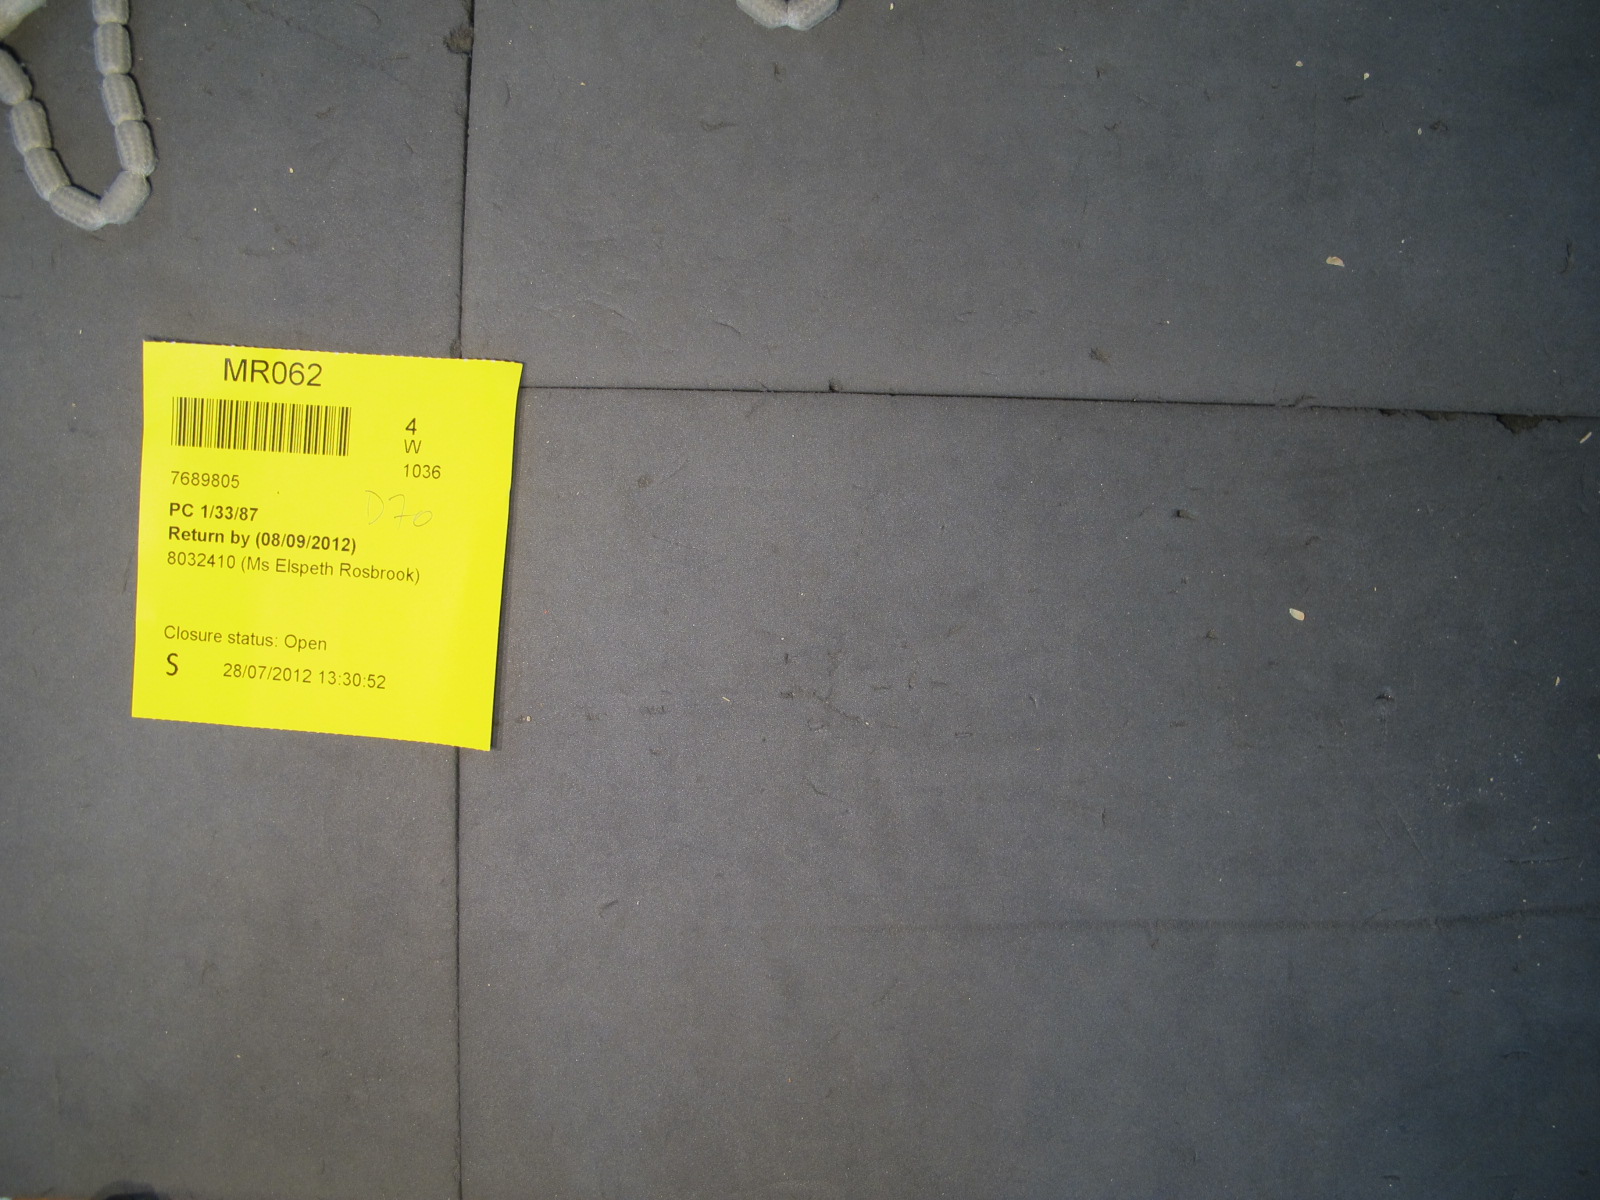 MR062
4
W
1036
7689805
D70
PC 1/33/87
Return by (08/09/2012)
8032410 (Ms Elspeth Rosbrook)
Closure status: Open
S 28/07/2012 13:30:52